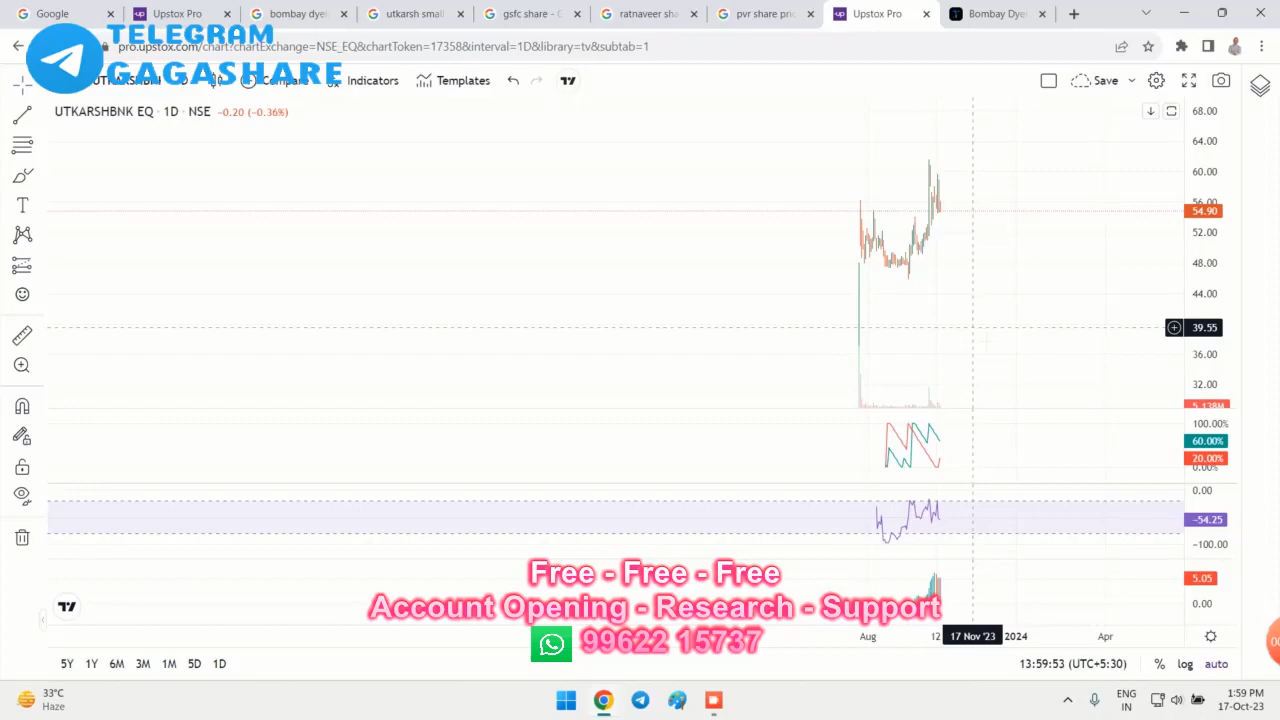 Google
Upstox Pro
bombay dye
utkarsh small
gsfc share - G
ratnaveer sha
pvr share pric
Upstox Pro
Bombay Dye
pro.upstox.com/chart?chartExchange=NSE_EQ&chartToken=17358&interval=1D&library=tv&subtab=1
TELEGRAM
GAGASHARE
Indicators
Templates
Save
UTKARSHBNK EQ · 1D · NSE -0.20 (-0.36%)
68.00
64.00
60.00
56.00
54.90
52.00
48.00
44.00
39.55
36.00
32.00
5.128M
100.00%
60.00%
20.00%
0.00%
0.00
-54.25
-100.00
5.05
0.00
Free - Free - Free
Account Opening - Research - Support
99622 15737
Aug
12
17 Nov '23
2024
Apr
5Y 1Y 6M 3M 1M 5D 1D
13:59:53 (UTC+5:30)
% log auto
33°C
Haze
ENG
IN
1:59 PM
17-Oct-23